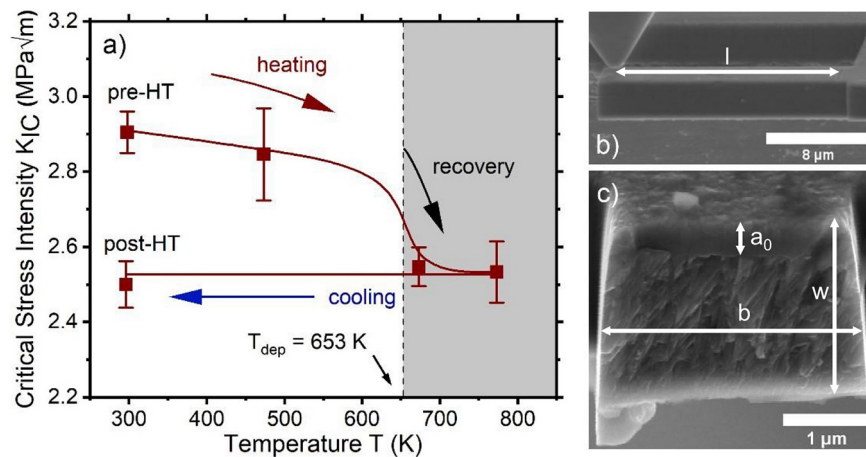 a)
heating
pre-HT
recovery
post-HT
cooling
T_dep = 653 K
3.2
3.0
2.8
2.6
2.4
2.2
Critical Stress Intensity K_IC (MPa√m)
300 400 500 600 700 800
Temperature T (K)
l
b)
8 µm
c)
a₀
w
b
1 µm